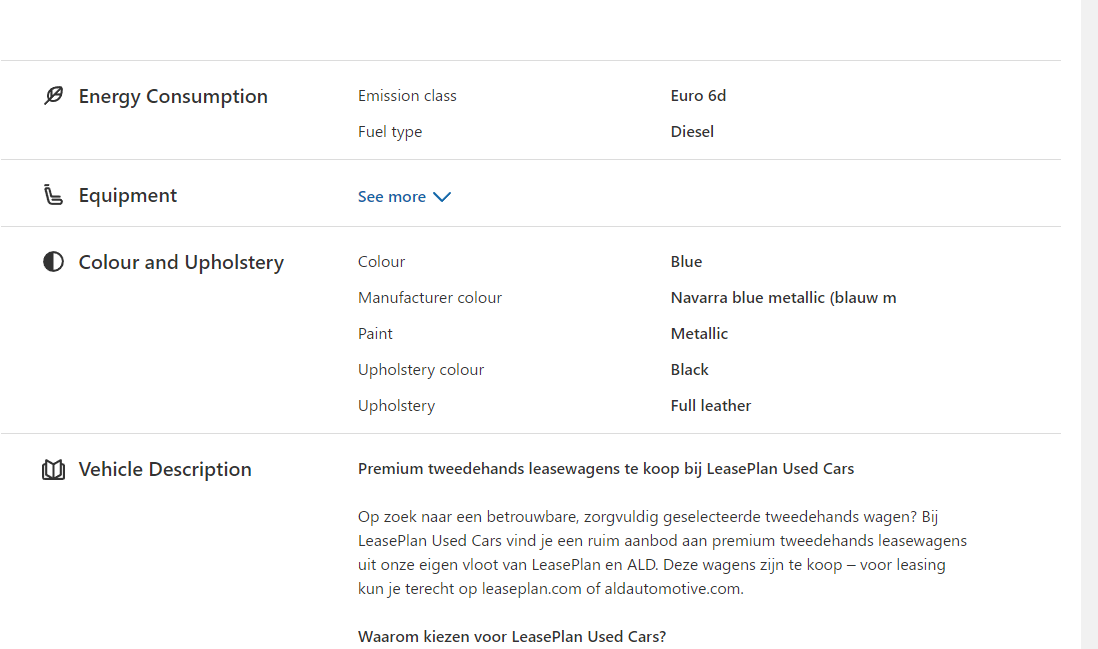 Energy Consumption
Emission class Euro 6d
Fuel type Diesel
Equipment See more
Colour and Upholstery
Colour Blue
Manufacturer colour Navarra blue metallic (blauw m
Paint Metallic
Upholstery colour Black
Upholstery Full leather
Vehicle Description
Premium tweedehands leasewagens te koop bij LeasePlan Used Cars
Op zoek naar een betrouwbare, zorgvuldig geselecteerde tweedehands wagen? Bij
LeasePlan Used Cars vind je een ruim aanbod aan premium tweedehands leasewagens
uit onze eigen vloot van LeasePlan en ALD. Deze wagens zijn te koop – voor leasing
kun je terecht op leaseplan.com of aldautomotive.com.
Waarom kiezen voor LeasePlan Used Cars?